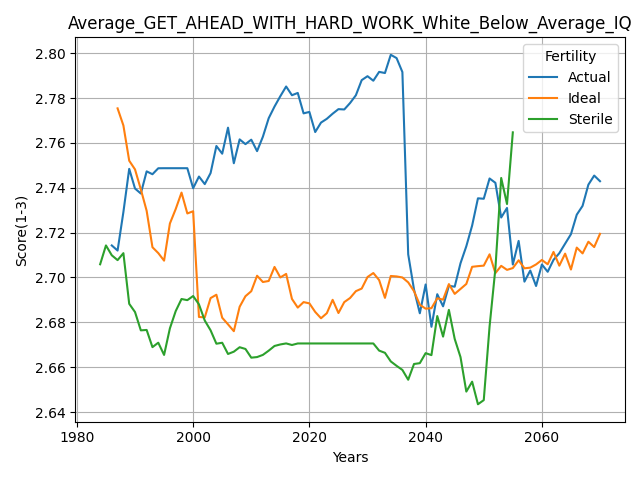 Average_GET_AHEAD_WITH_HARD_WORK_White_Below_Average_IQ
Score(1-3)
2.80
2.78
2.76
2.74
2.72
2.70
2.68
2.66
2.64
Fertility
Actual
Ideal
Sterile
1980 2000 2020 2040 2060
Years